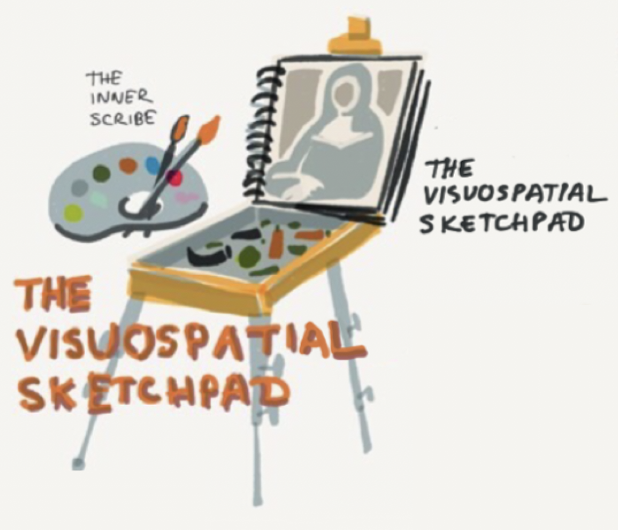 THE
INNER
SCRIBE
THE
VISUOSPATIAL
SKETCHPAD
THE
VISUOSPATIAL
SKETCHPAD